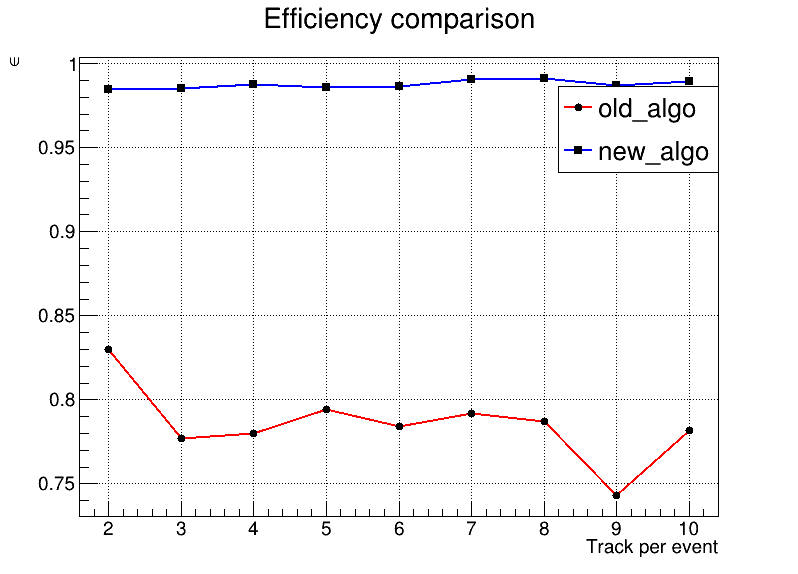 Efficiency comparison
∈
1
0.95
0.9
0.85
0.8
0.75
old_algo
new_algo
2 3 4 5 6 7 8 9 10
Track per event